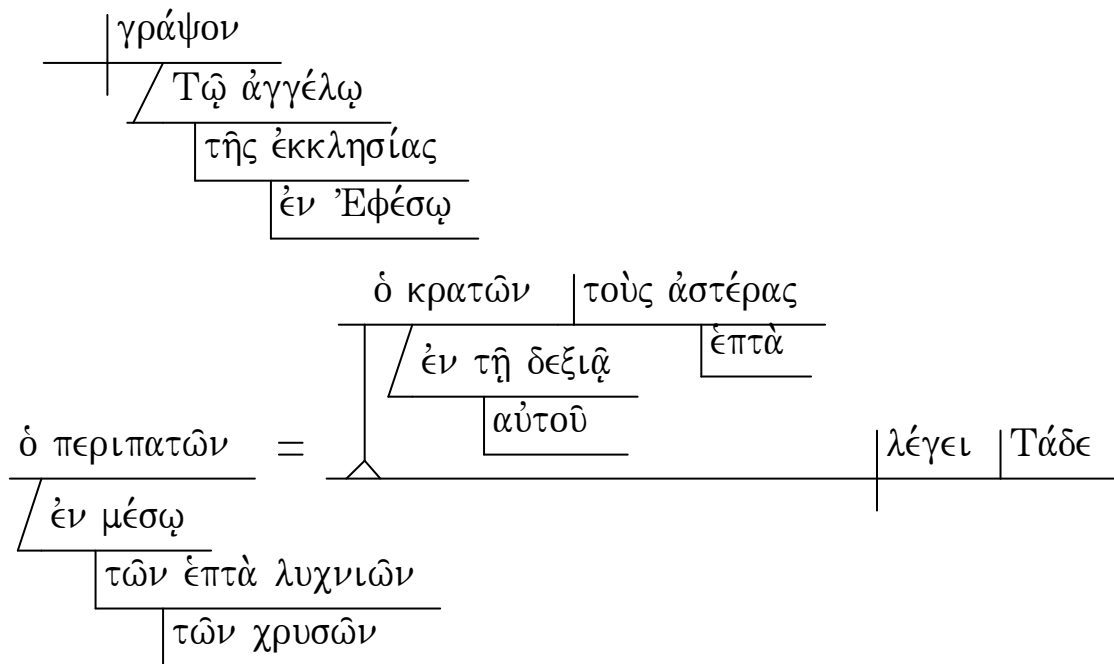 γράψον
Τῷ ἀγγέλῳ
τῆς ἐκκλησίας
ἐν Ἐφέσῳ
ὁ κρατῶν τοὺς ἀστέρας
ἐν τῇ δεξιᾷ ἑπτὰ
αὐτοῦ
ὁ περιπατῶν = λέγει Τάδε
ἐν μέσῳ
τῶν ἑπτὰ λυχνιῶν
τῶν χρυσῶν